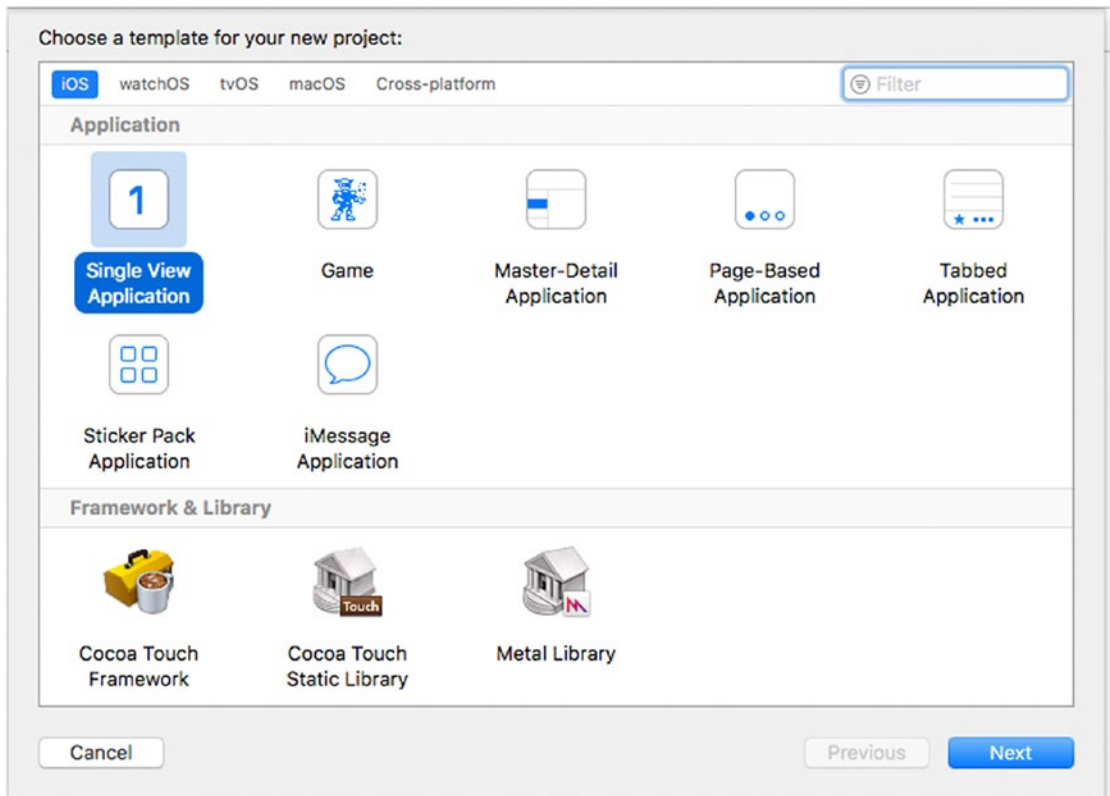 Choose a template for your new project:
iOS watchOS tvOS macOS Cross-platform Filter
Application
1
Single View
Application
Game
Master-Detail
Application
Page-Based
Application
Tabbed
Application
Sticker Pack
Application
iMessage
Application
Framework & Library
Touch
Cocoa Touch
Framework
Cocoa Touch
Static Library
Metal Library
Cancel Previous Next